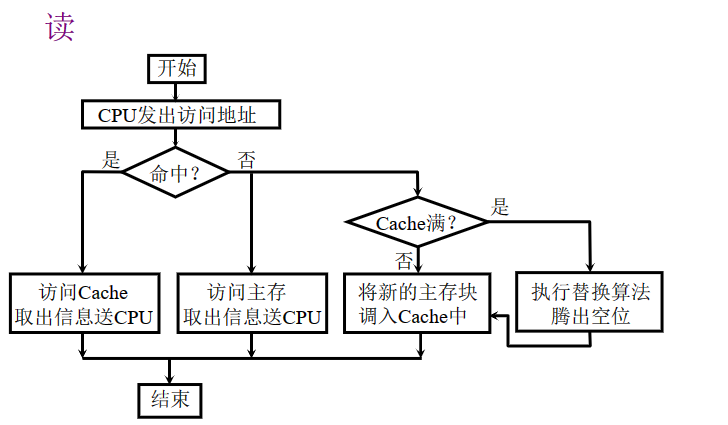 读
开始
CPU发出访问地址
命中？
是
否
Cache满？
是
否
访问Cache
取出信息送CPU
访问主存
取出信息送CPU
将新的主存块
调入Cache中
执行替换算法
腾出空位
结束